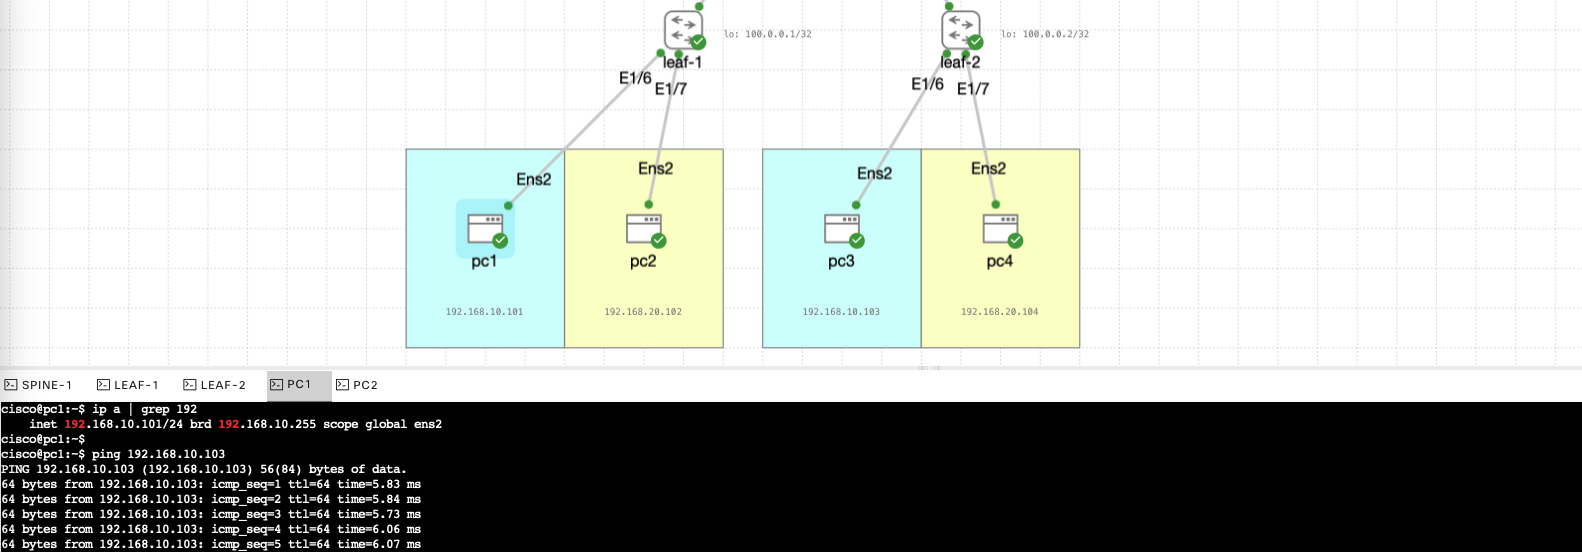 lo: 100.0.0.1/32
lo: 100.0.0.2/32
leaf-1
leaf-2
E1/6
E1/7
E1/6
E1/7
Ens2
Ens2
Ens2
Ens2
pc1
pc2
pc3
pc4
192.168.10.101
192.168.20.102
192.168.10.103
192.168.20.104
SPINE-1 LEAF-1 LEAF-2 PC1 PC2
cisco@pc1:~$ ip a | grep 192
inet 192.168.10.101/24 brd 192.168.10.255 scope global ens2
cisco@pc1:~$
cisco@pc1:~$ ping 192.168.10.103
PING 192.168.10.103 (192.168.10.103) 56(84) bytes of data.
64 bytes from 192.168.10.103: icmp_seq=1 ttl=64 time=5.83 ms
64 bytes from 192.168.10.103: icmp_seq=2 ttl=64 time=5.84 ms
64 bytes from 192.168.10.103: icmp_seq=3 ttl=64 time=5.73 ms
64 bytes from 192.168.10.103: icmp_seq=4 ttl=64 time=6.06 ms
64 bytes from 192.168.10.103: icmp_seq=5 ttl=64 time=6.07 ms